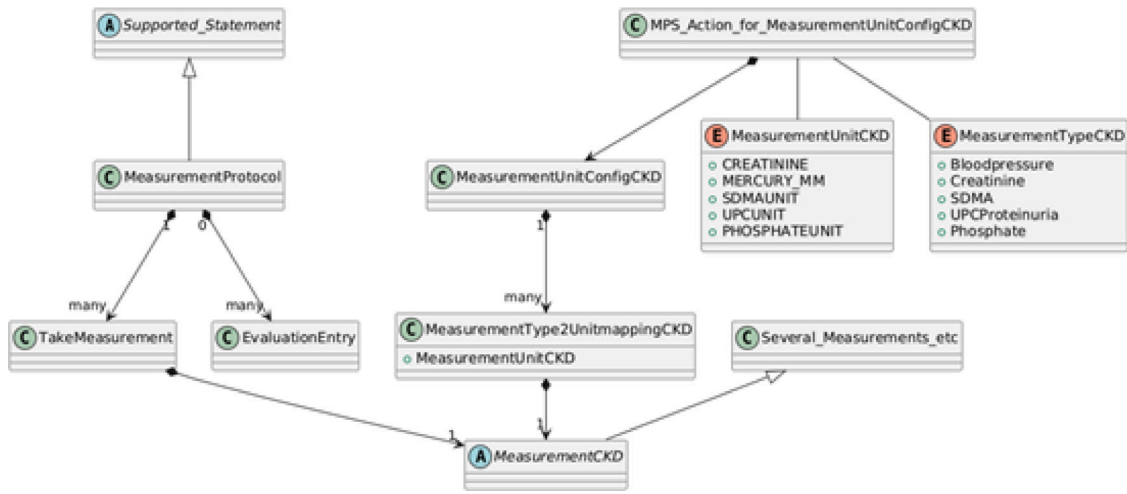 A Supported_Statement
C MPS_Action_for_MeasurementUnitConfigCKD
C MeasurementProtocol
1
0
C MeasurementUnitConfigCKD
1
E MeasurementUnitCKD
CREATININE
MERCURY_MM
SDMAUNIT
UPCUNIT
PHOSPHATEUNIT
E MeasurementTypeCKD
Bloodpressure
Creatinine
SDMA
UPCProteinuria
Phosphate
many
many
many
C TakeMeasurement
C EvaluationEntry
C MeasurementType2UnitmappingCKD
MeasurementUnitCKD
C Several_Measurements_etc
1
1
A MeasurementCKD